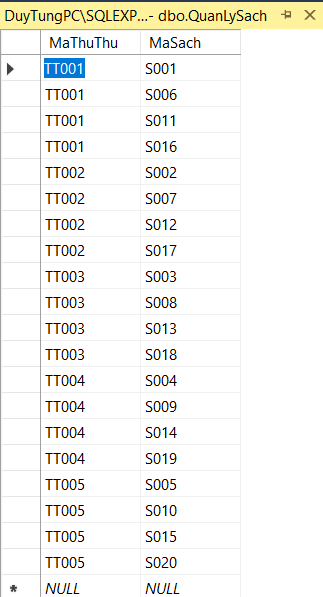 DuyTungPC\SQLEXP...- dbo.QuanLySach
MaThuThu MaSach
TT001 S001
TT001 S006
TT001 S011
TT001 S016
TT002 S002
TT002 S007
TT002 S012
TT002 S017
TT003 S003
TT003 S008
TT003 S013
TT003 S018
TT004 S004
TT004 S009
TT004 S014
TT004 S019
TT005 S005
TT005 S010
TT005 S015
TT005 S020
NULL NULL